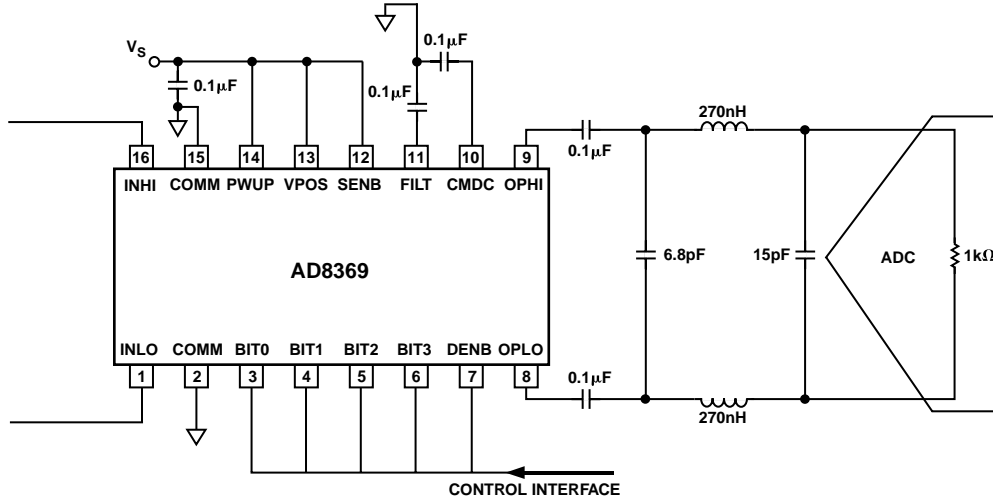 0.1µF
V_S
0.1µF
0.1µF
270nH
0.1µF
16 15 14 13 12 11 10 9
INHI COMM PWUP VPOS SENB FILT CMDC OPHI
6.8pF
15pF
ADC
1kΩ
AD8369
INLO COMM BIT0 BIT1 BIT2 BIT3 DENB OPLO
1 2 3 4 5 6 7 8
0.1µF
270nH
CONTROL INTERFACE